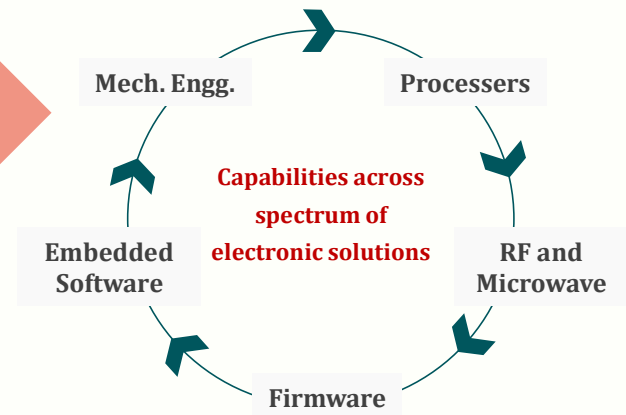 Mech. Engg.
Processers
Capabilities across
spectrum of
electronic solutions
Embedded
Software
RF and
Microwave
Firmware